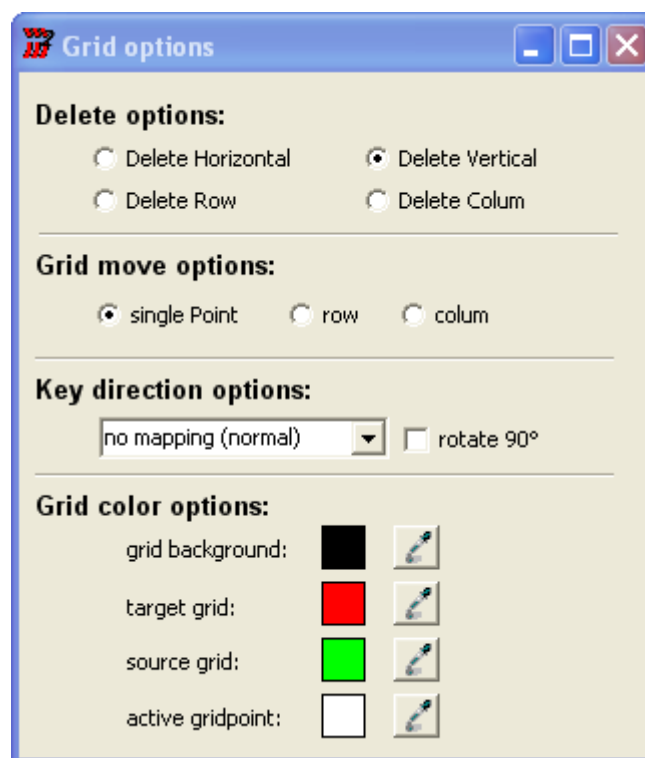 Grid options
Delete options:
Delete Horizontal Delete Vertical
Delete Row Delete Colum
Grid move options:
single Point row colum
Key direction options:
no mapping (normal) rotate 90°
Grid color options:
grid background:
target grid:
source grid:
active gridpoint: